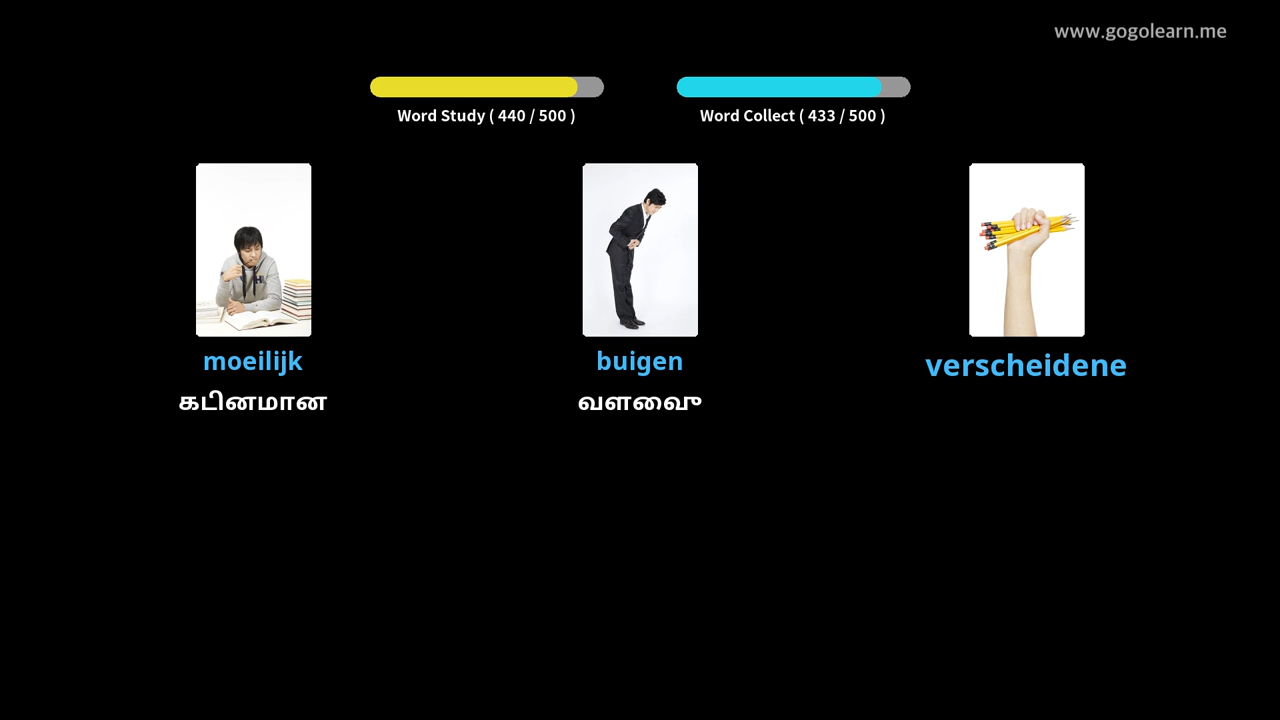 www.gogolearn.me
Word Study ( 440 / 500 )
Word Collect ( 433 / 500 )
moeilijk
கடினமான
buigen
வளைவு
verscheidene